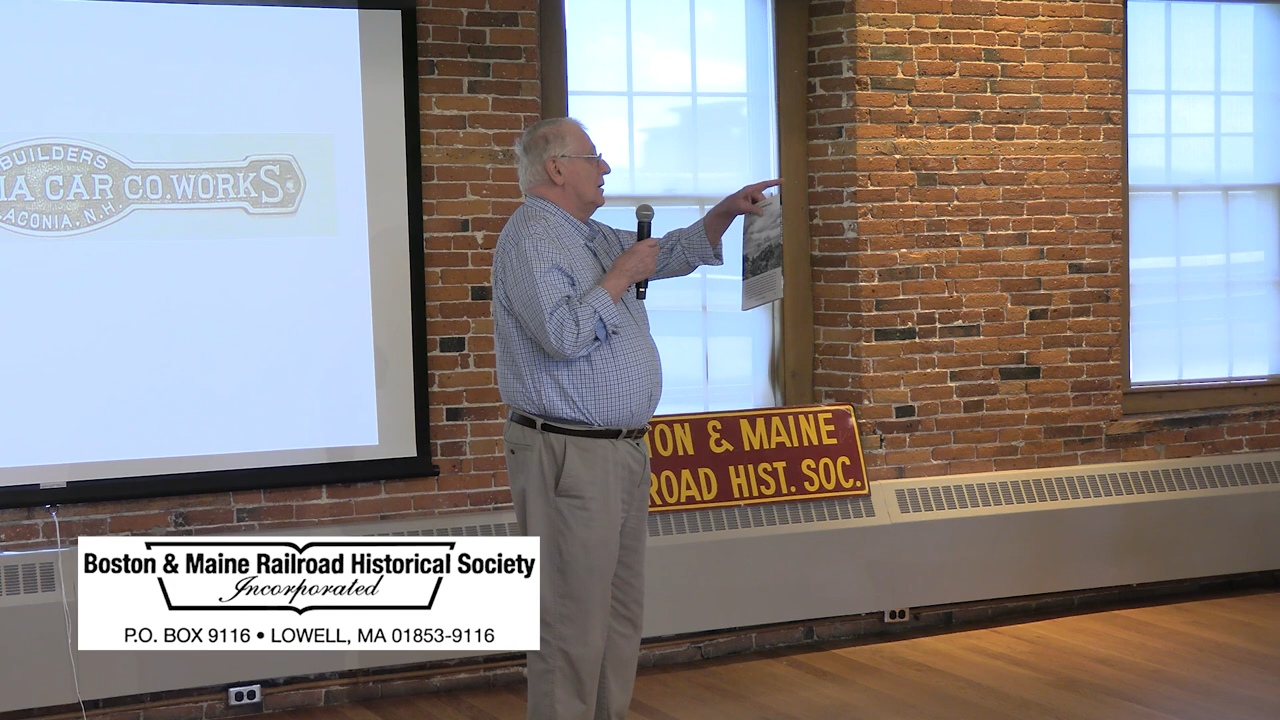 BUILDERS
IA CAR CO. WORKS
ACONIA, N.H.
TON & MAINE
ROAD HIST. SOC.
Boston & Maine Railroad Historical Society
Incorporated
P.O. BOX 9116 • LOWELL, MA 01853-9116